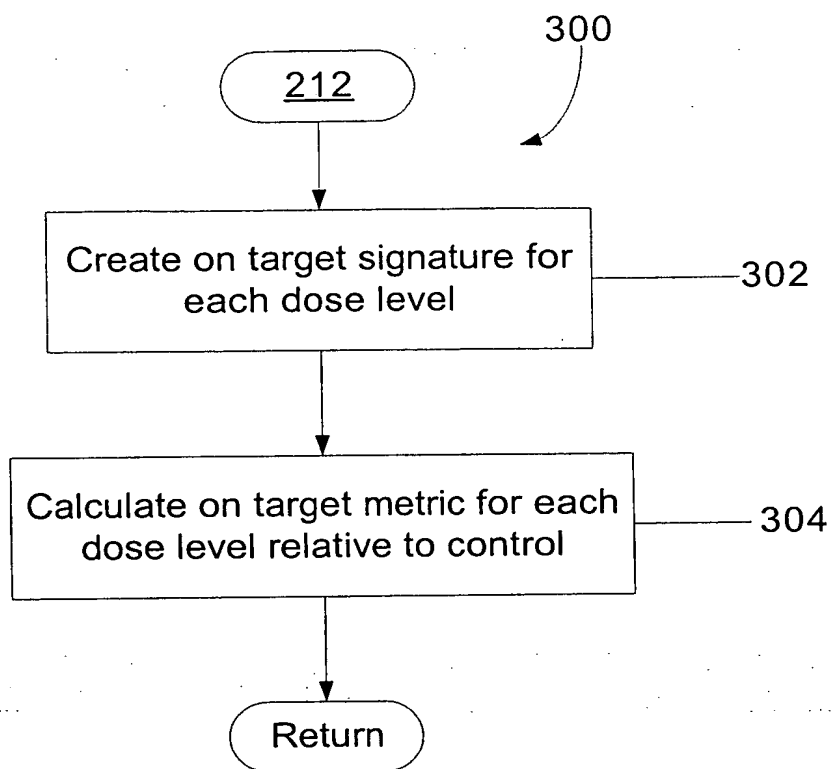 300
212
Create on target signature for
each dose level
302
Calculate on target metric for each
dose level relative to control
304
Return